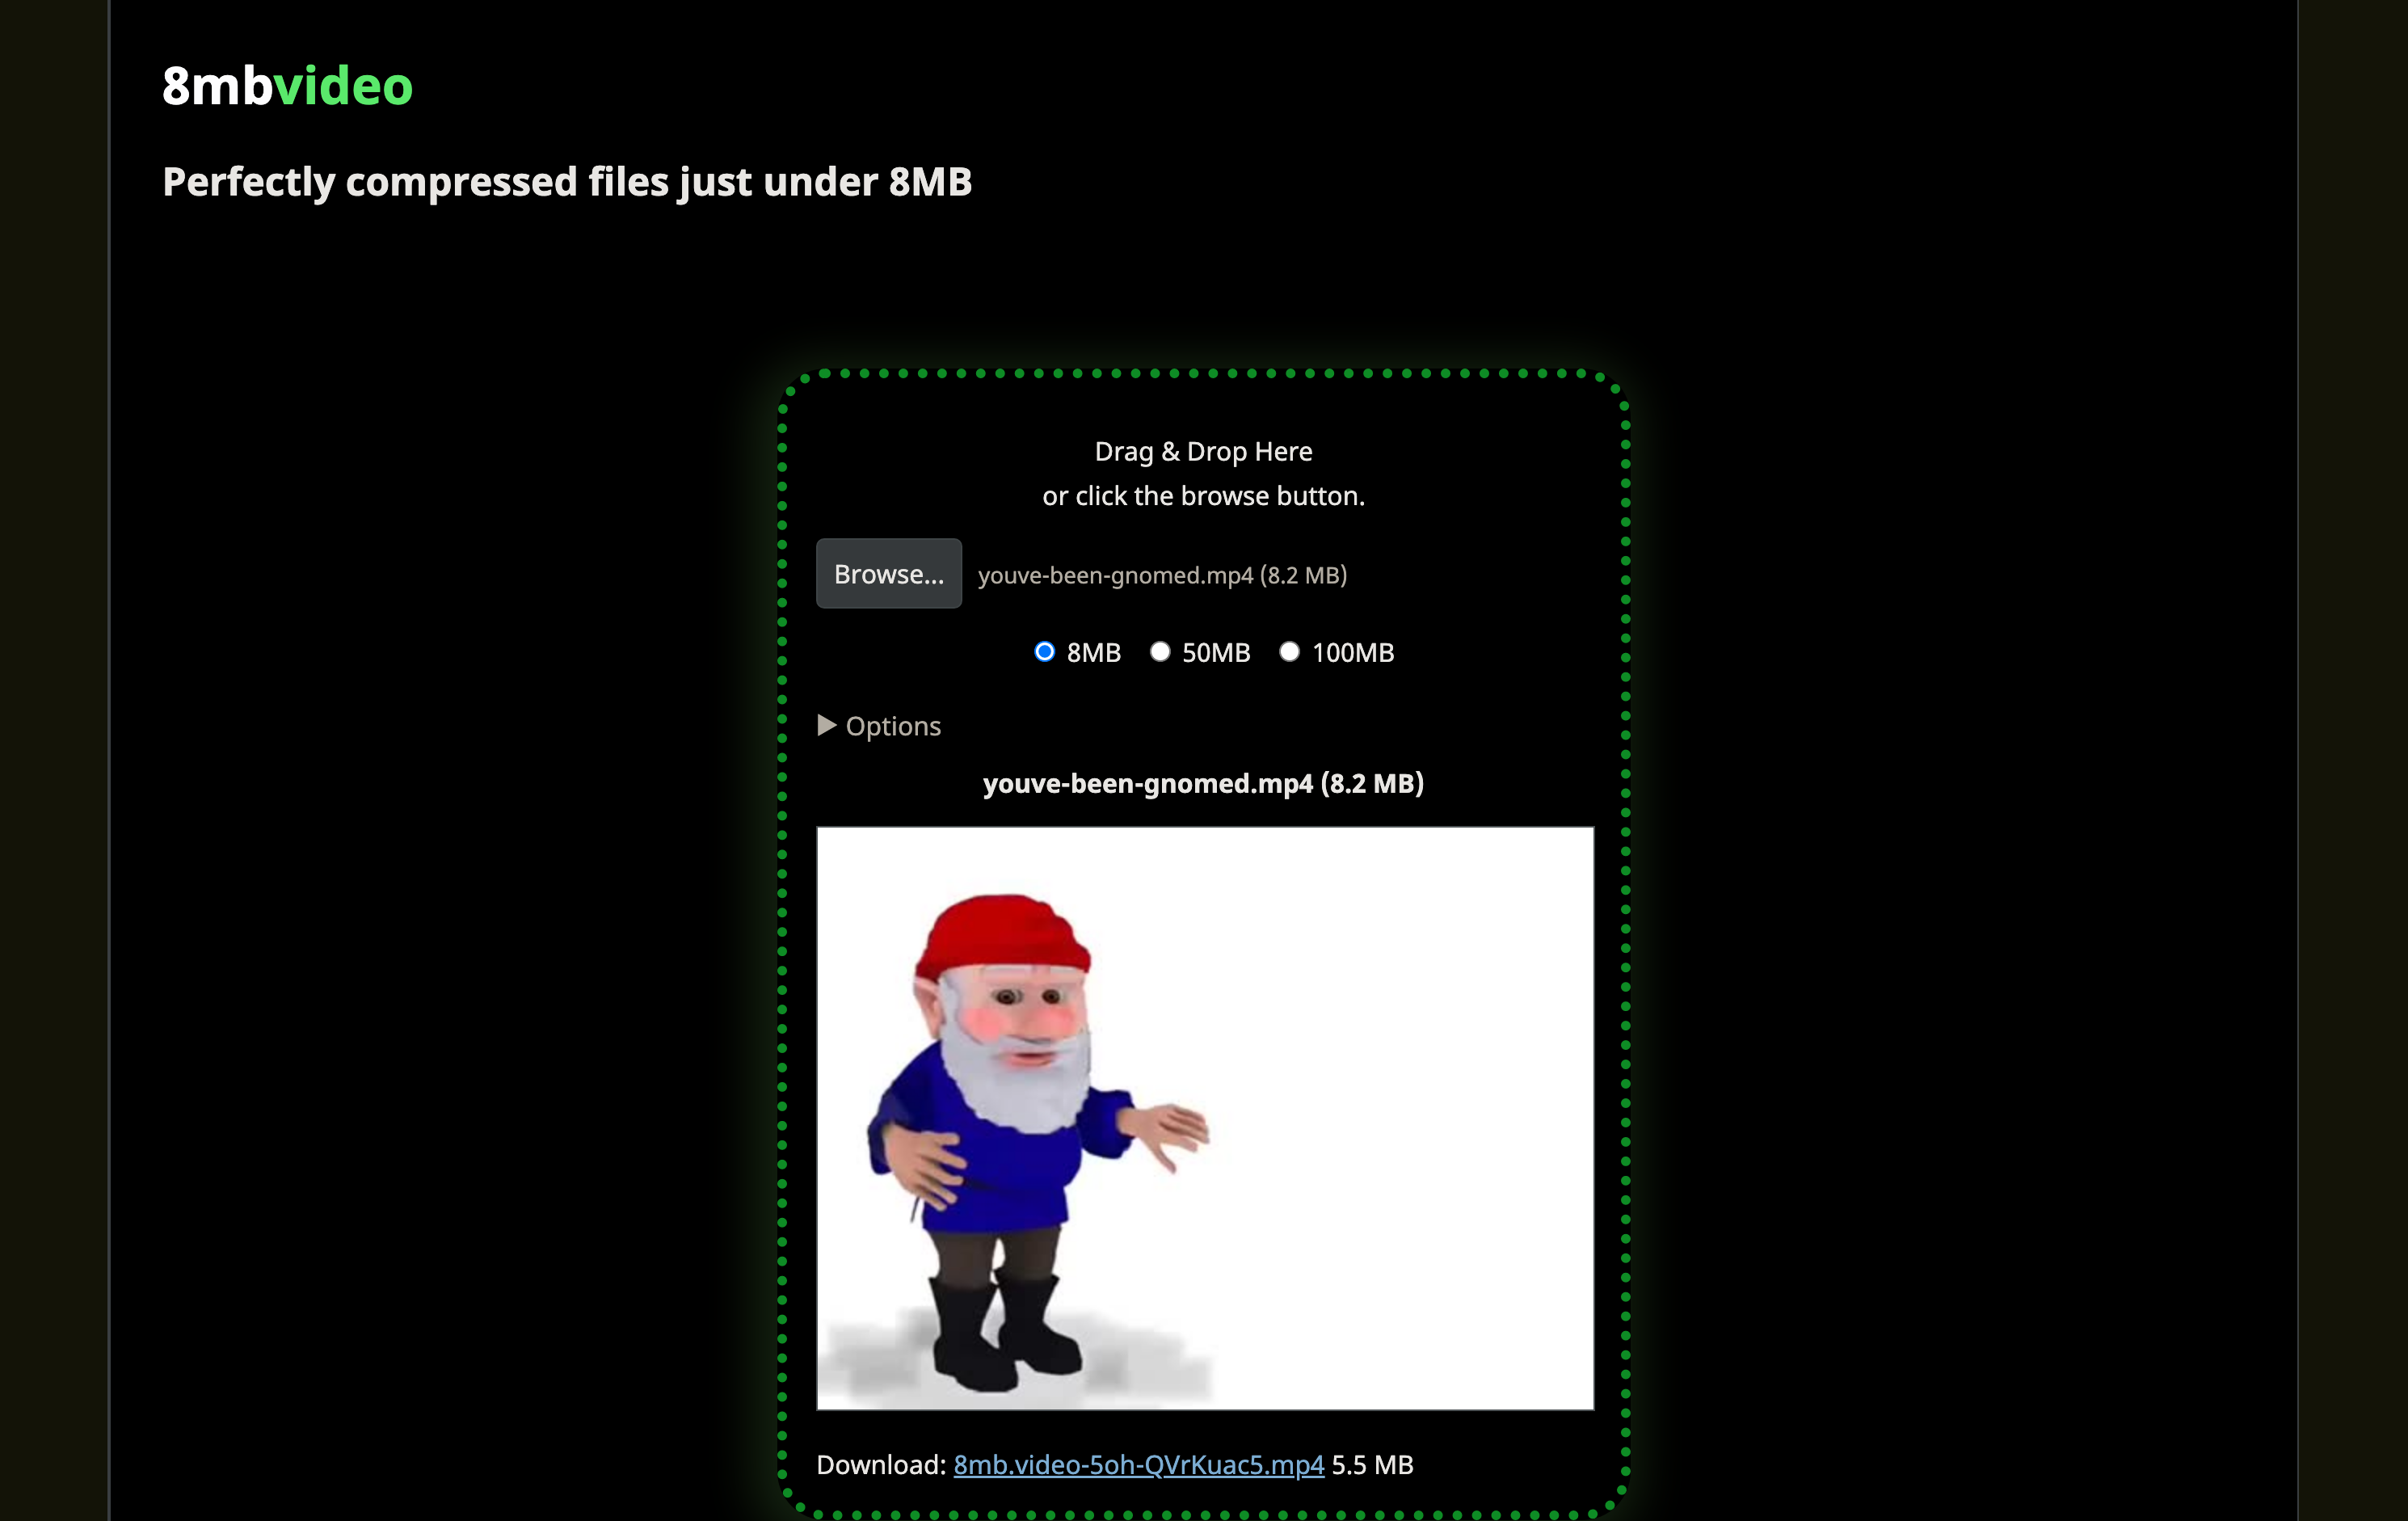 8mbvideo
Perfectly compressed files just under 8MB
Drag & Drop Here
or click the browse button.
Browse... youve-been-gnomed.mp4 (8.2 MB)
8MB 50MB 100MB
Options
youve-been-gnomed.mp4 (8.2 MB)
Download: 8mb.video-5oh-QVrKuac5.mp4 5.5 MB